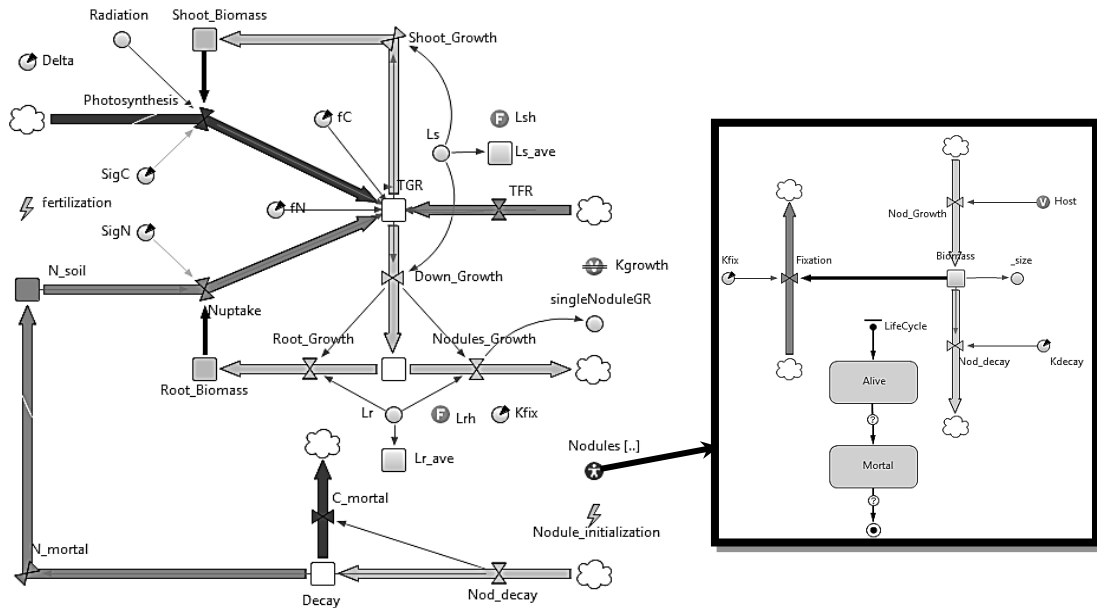 Radiation
Shoot_Biomass
Shoot_Growth
Delta
Photosynthesis
fC
F
Lsh
Ls
Ls_ave
SigC
fertilization
fN
TGR
TFR
SigN
N_soil
Nuptake
Down_Growth
Kgrowth
singleNoduleGR
Root_Growth
Nodules_Growth
Root_Biomass
Lr
F
Lrh
Kfix
Lr_ave
Nodules [..]
C_mortal
Nodule_initialization
N_mortal
Decay
Nod_decay
Nod_Growth
V
Host
Kfix
Fixation
Biomass
_size
LifeCycle
Nod_decay
Kdecay
Alive
?
Mortal
?